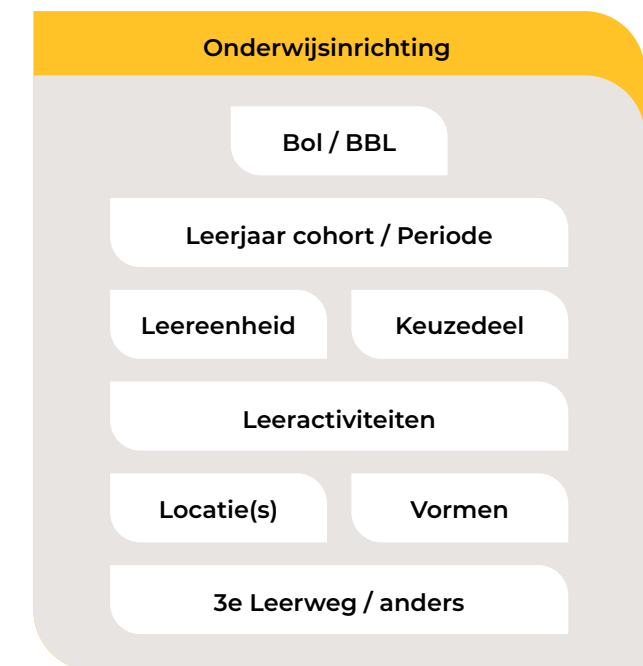 Onderwijsinrichting
Bol / BBL
Leerjaar cohort / Periode
Leereenheid
Keuzedeel
Leeractiviteiten
Locatie(s)
Vormen
3e Leerweg / anders